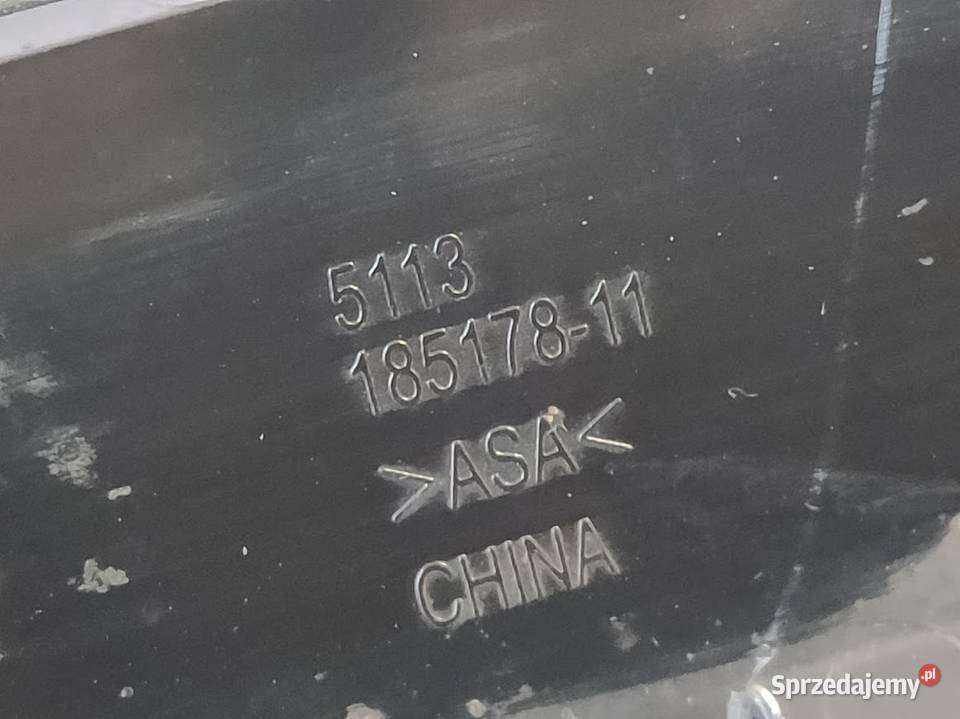 5113
185178-11
>ASA<
CHINA
Sprzedajemy.pl